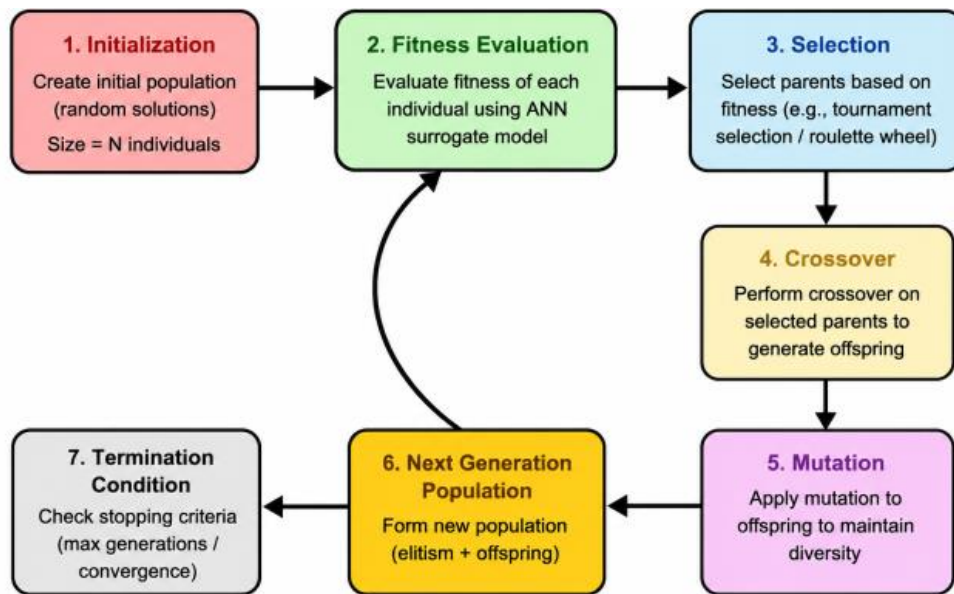 1. Initialization
Create initial population
(random solutions)
Size = N individuals
2. Fitness Evaluation
Evaluate fitness of each
individual using ANN
surrogate model
3. Selection
Select parents based on
fitness (e.g., tournament
selection / roulette wheel)
4. Crossover
Perform crossover on
selected parents to
generate offspring
5. Mutation
Apply mutation to
offspring to maintain
diversity
6. Next Generation
Population
Form new population
(elitism + offspring)
7. Termination
Condition
Check stopping criteria
(max generations /
convergence)